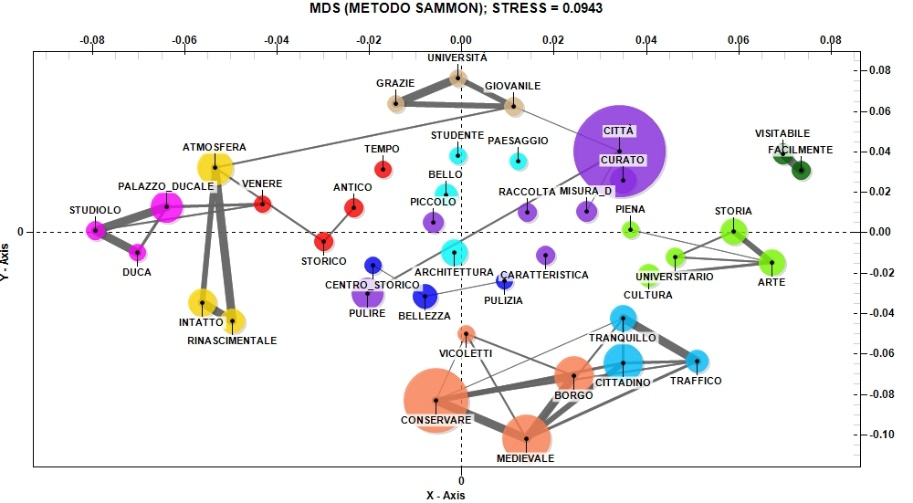 MDS (METODO SAMMON); STRESS = 0.0943
-0.08 -0.06 -0.04 -0.02 0.00 0.02 0.04 0.06 0.08
UNIVERSITÀ
0.08
GRAZIE
GIOVANILE
0.06
CITTÀ
STUDENTE
VISITABILE
ATMOSFERA
TEMPO
PAESAGGIO
FACILMENTE
0.04
CURATO
BELLO
PALAZZO_DUCALE
VENERE
ANTICO
RACCOLTA
MISURA_D
0.02
PICCOLO
STUDIOLO
PIENA
STORIA
0
0.00
DUCA
STORICO
ARCHITETTURA
CARATTERISTICA
UNIVERSITARIO
ARTE
-0.02
CENTRO_STORICO
CULTURA
PULIRE
BELLEZZA
PULIZIA
INTATTO
-0.04
RINASCIMENTALE
TRANQUILLO
VICOLETTI
-0.06
CITTADINO
TRAFFICO
BORGO
-0.08
CONSERVARE
-0.10
MEDIEVALE
0
X - Axis
Y - Axis